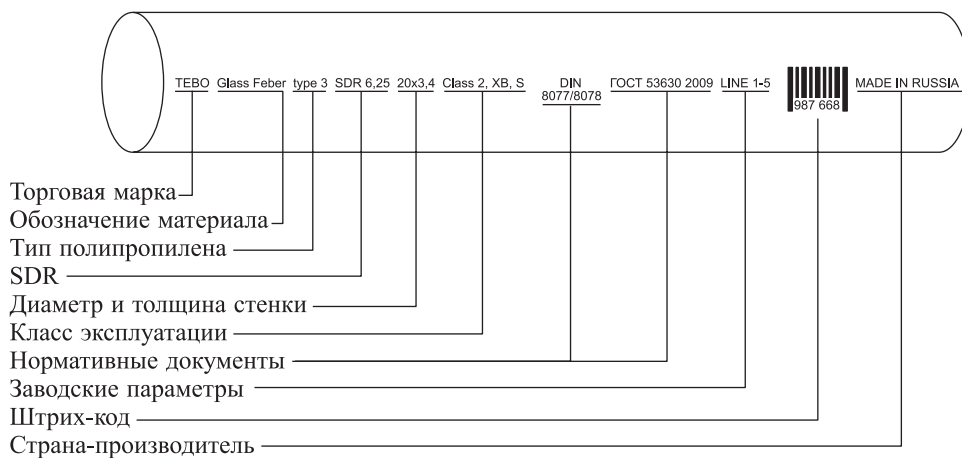 TEBO Glass Feber type 3 SDR 6,25 20x3,4 Class 2, XB, S DIN 8077/8078 ГОСТ 53630 2009 LINE 1-5 987 668 MADE IN RUSSIA
Торговая марка
Обозначение материала
Тип полипропилена
SDR
Диаметр и толщина стенки
Класс эксплуатации
Нормативные документы
Заводские параметры
Штрих-код
Страна-производитель